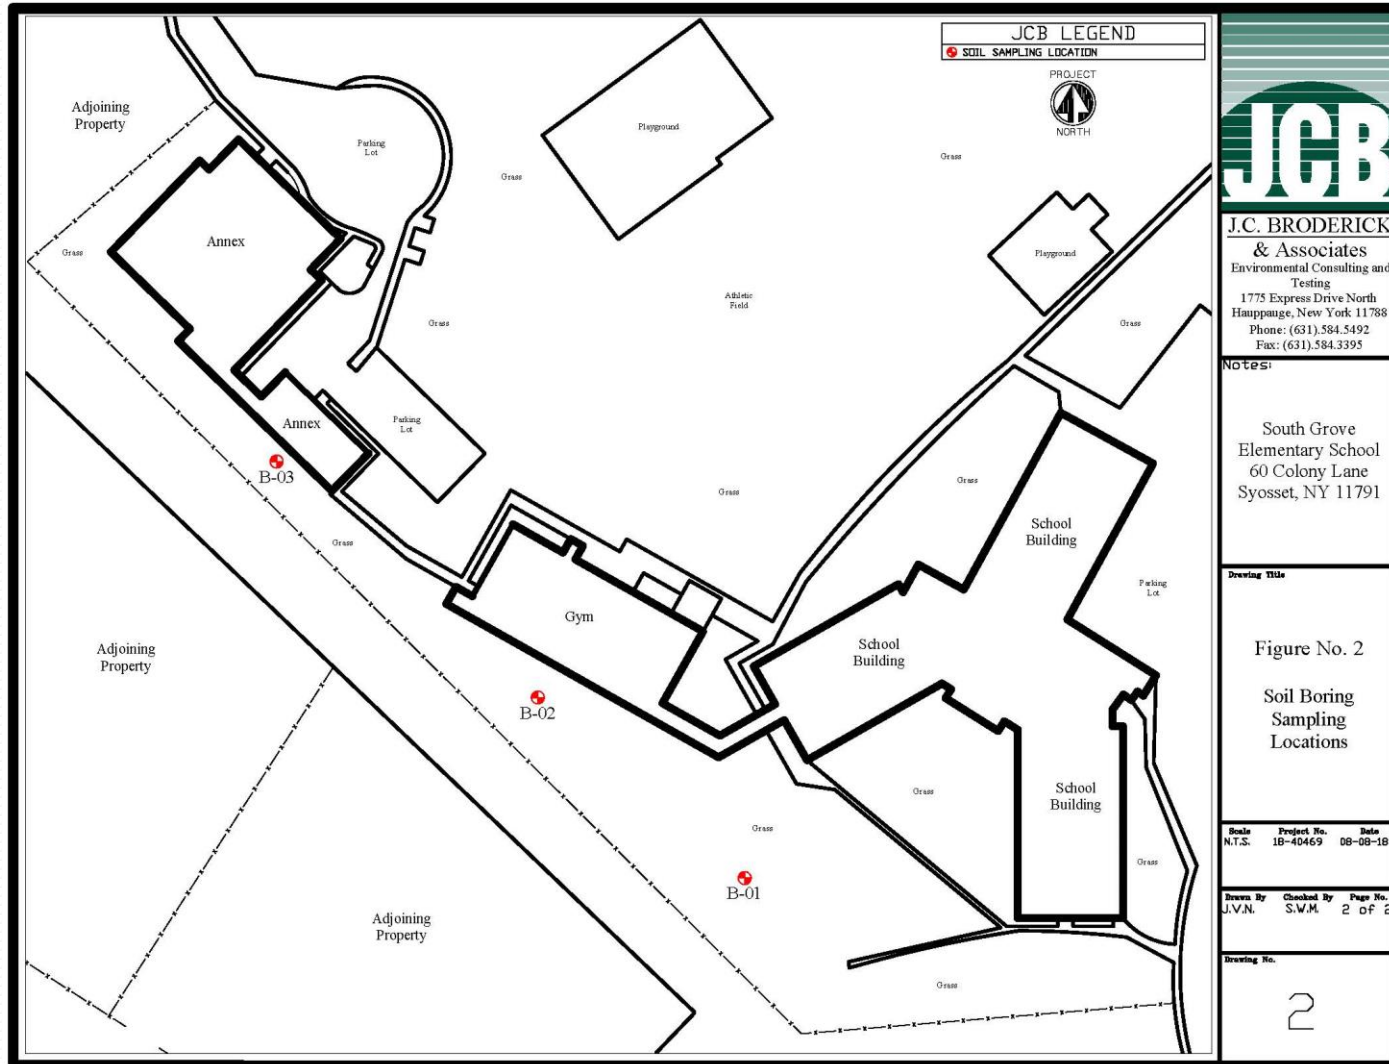 JCB LEGEND
SOIL SAMPLING LOCATION
PROJECT
NORTH
Adjoining
Property
Parking
Lot
Playground
Grass
Grass
Annex
Grass
Playground
Athletic
Field
Grass
Grass
Annex
Parking
Lot
B-03
Grass
Grass
Grass
School
Building
Parking
Lot
Gym
School
Building
Adjoining
Property
B-02
Grass
School
Building
Grass
Grass
B-01
Adjoining
Property
Grass
JCB
J.C. BRODERICK
& Associates
Environmental Consulting and
Testing
1775 Express Drive North
Hauppauge, New York 11788
Phone: (631).584.5492
Fax: (631).584.3395
Notes:
South Grove
Elementary School
60 Colony Lane
Syosset, NY 11791
Drawing Title
Figure No. 2
Soil Boring
Sampling
Locations
Scale Project No. Date
N.T.S. 18-40469 08-08-18
Drawn By Checked By Page No.
J.V.N. S.W.M. 2 of 2
Drawing No.
2